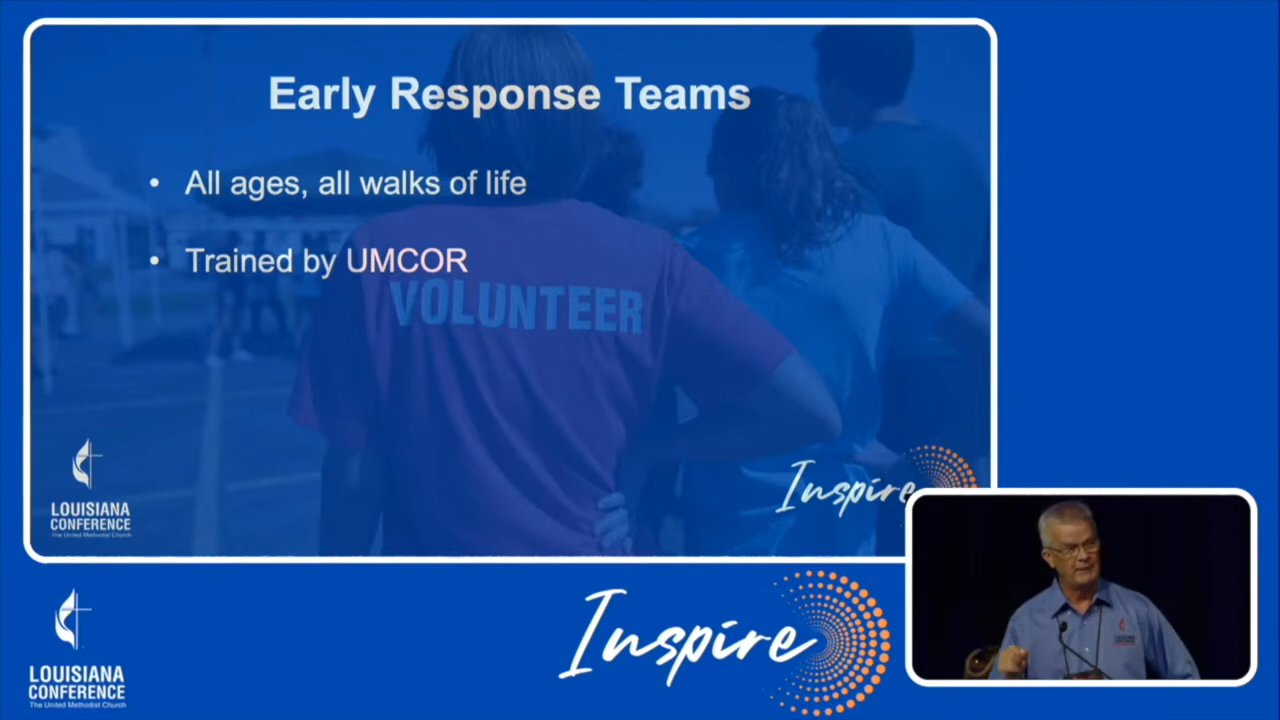 Early Response Teams
• All ages, all walks of life
• Trained by UMCOR
VOLUNTEER
LOUISIANA
CONFERENCE
The United Methodist Church
Inspire
LOUISIANA
CONFERENCE
The United Methodist Church
Inspire